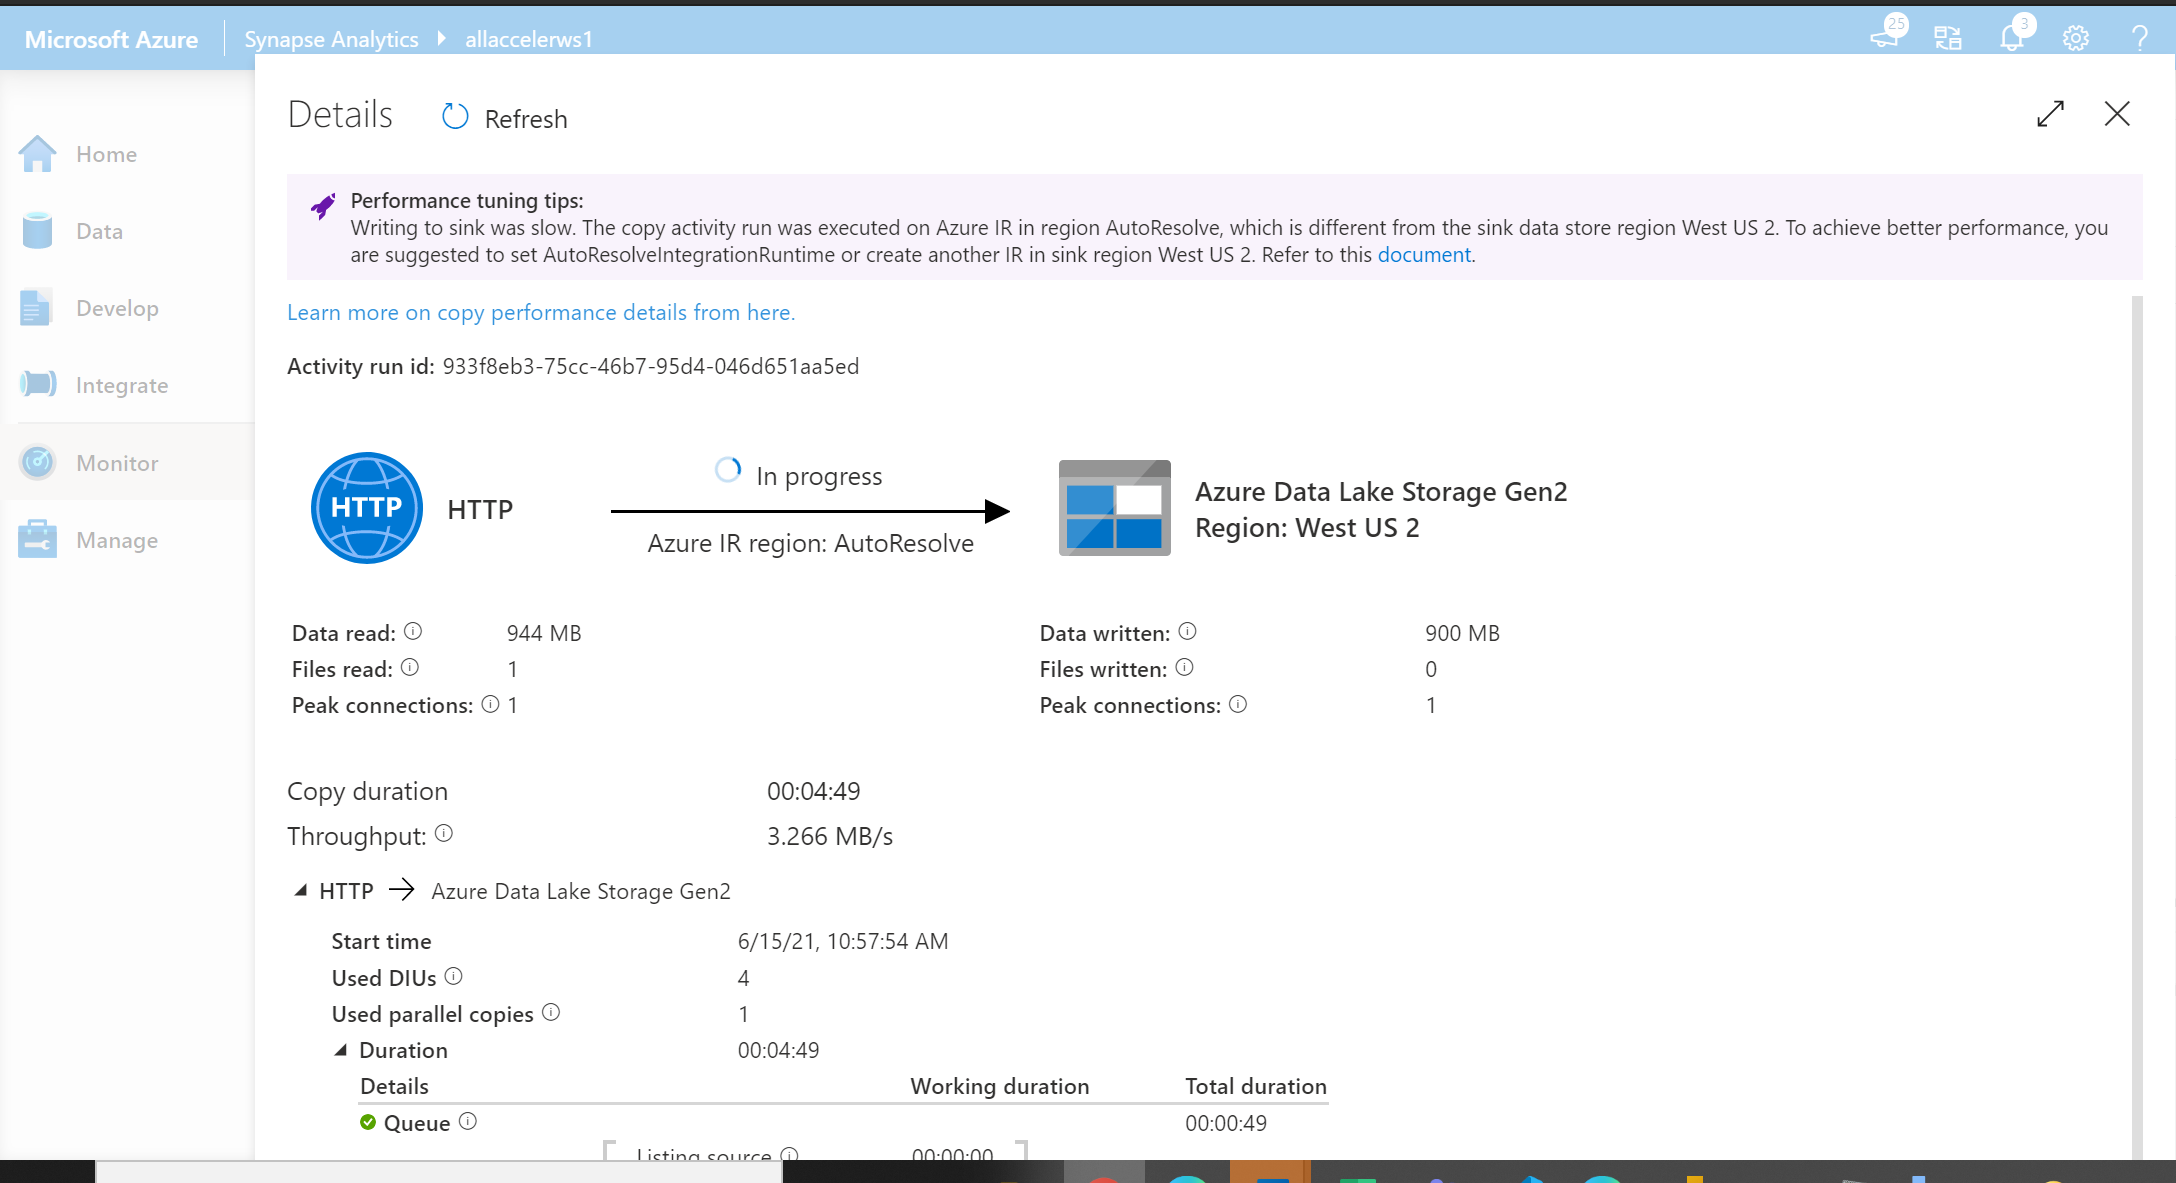 Microsoft Azure
Synapse Analytics
allaccelerws1
25
3
?
Home
Data
Develop
Integrate
Monitor
Manage
Details
Refresh
Performance tuning tips:
Writing to sink was slow. The copy activity run was executed on Azure IR in region AutoResolve, which is different from the sink data store region West US 2. To achieve better performance, you
are suggested to set AutoResolveIntegrationRuntime or create another IR in sink region West US 2. Refer to this document.
Learn more on copy performance details from here.
Activity run id: 933f8eb3-75cc-46b7-95d4-046d651aa5ed
HTTP
HTTP
In progress
Azure IR region: AutoResolve
Azure Data Lake Storage Gen2
Region: West US 2
Data read: 944 MB
Files read: 1
Peak connections: 1
Data written: 900 MB
Files written: 0
Peak connections: 1
Copy duration 00:04:49
Throughput: 3.266 MB/s
HTTP → Azure Data Lake Storage Gen2
Start time 6/15/21, 10:57:54 AM
Used DIUs 4
Used parallel copies 1
Duration 00:04:49
Details Working duration Total duration
Queue 00:00:49
Listing source 00:00:00